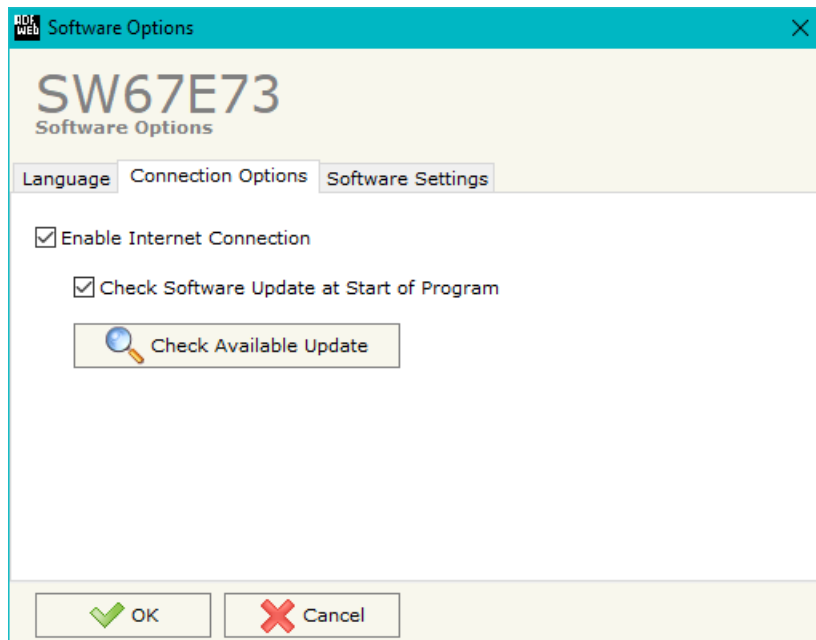 ADF
WEB
Software Options
SW67E73
Software Options
Language Connection Options Software Settings
Enable Internet Connection
Check Software Update at Start of Program
Check Available Update
OK Cancel